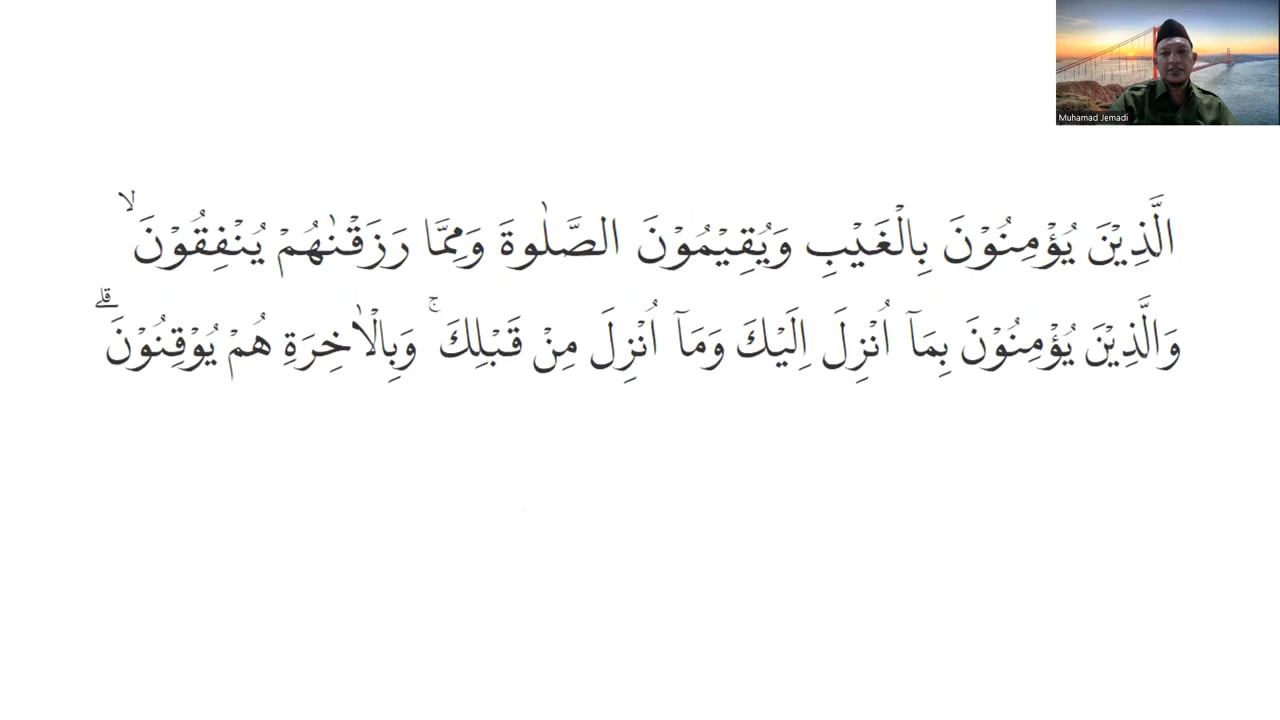 Muhamad Jemadi
الَّذِيْنَ يُؤْمِنُوْنَ بِالْغَيْبِ وَيُقِيْمُوْنَ الصَّلٰوةَ وَمِمَّا رَزَقْنٰهُمْ يُنْفِقُوْنَ ۙ
وَالَّذِيْنَ يُؤْمِنُوْنَ بِمَآ اُنْزِلَ اِلَيْكَ وَمَآ اُنْزِلَ مِنْ قَبْلِكَ ۚ وَبِالْاٰخِرَةِ هُمْ يُوْقِنُوْنَ ۗ